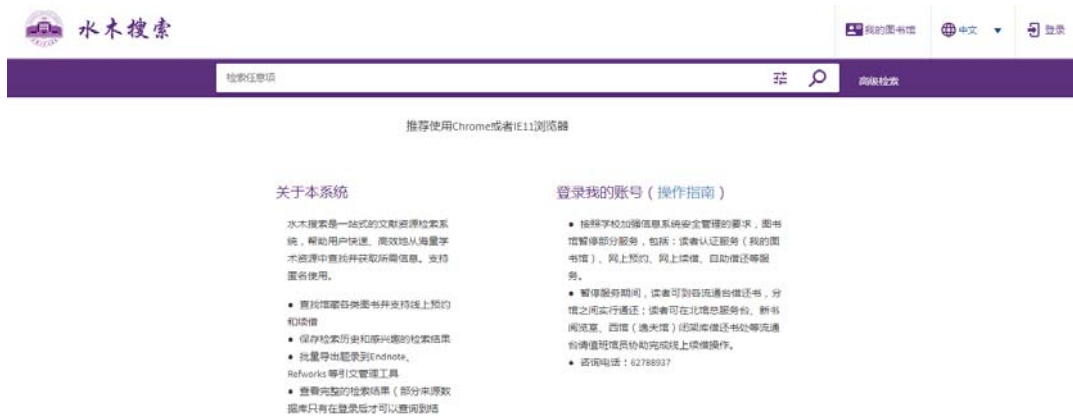 水木搜索
我的图书馆
中文
登录
检索任意项
高级检索
推荐使用Chrome或者IE11浏览器
关于本系统
水木搜索是一站式的文献资源检索系
统，帮助用户快速、高效地从海量学
术资源中查找并获取所需信息。支持
匿名使用。
● 查找馆藏各类图书并支持线上预约
和续借
● 保存检索历史和感兴趣的检索结果
● 批量导出题录到Endnote、
Refworks 等引文管理工具
● 查看完整的检索结果（部分来源数
据库只有在登录后才可以查询到结
登录我的账号（操作指南）
● 按照学校加强信息系统安全管理的要求，图书
馆暂停部分服务，包括：读者认证服务（我的图
书馆）、网上预约、网上续借、自助借还等服
务。
● 暂停服务期间，读者可到各流通台借还书，分
馆之间实行通还；读者可在北馆总服务台、新书
阅览室、西馆（逸夫馆）闭架库借还书处等流通
台请值班馆员协助完成线上续借操作。
● 咨询电话：62788937